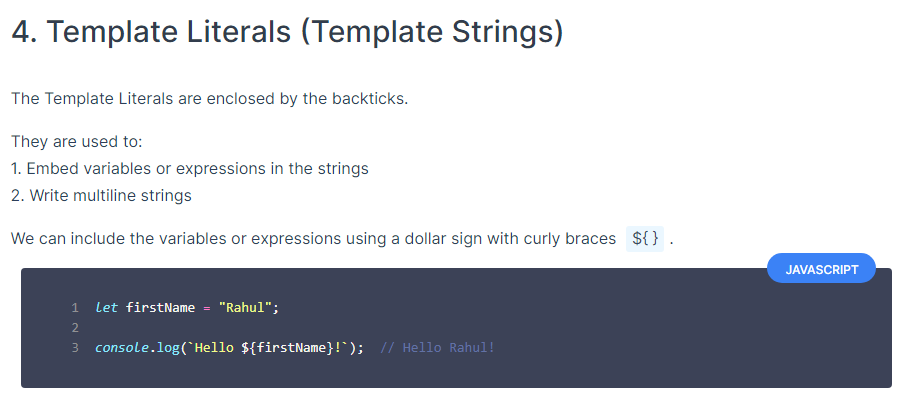 4. Template Literals (Template Strings)
The Template Literals are enclosed by the backticks.
They are used to:
1. Embed variables or expressions in the strings
2. Write multiline strings
We can include the variables or expressions using a dollar sign with curly braces ${} .
JAVASCRIPT
1 let firstName = "Rahul";
2
3 console.log(`Hello ${firstName}!`); // Hello Rahul!